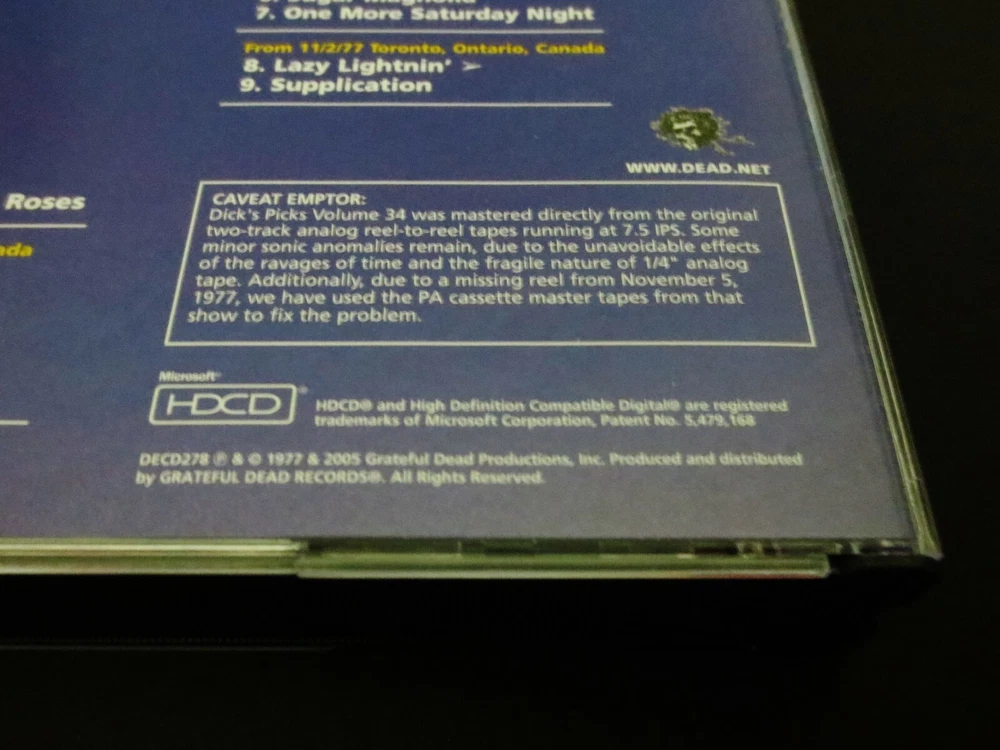 7. One More Saturday Night
From 11/2/77 Toronto, Ontario, Canada
8. Lazy Lightnin' >
9. Supplication
WWW.DEAD.NET
Roses
CAVEAT EMPTOR:
Dick's Picks Volume 34 was mastered directly from the original
two-track analog reel-to-reel tapes running at 7.5 IPS. Some
minor sonic anomalies remain, due to the unavoidable effects
of the ravages of time and the fragile nature of 1/4" analog
tape. Additionally, due to a missing reel from November 5,
1977, we have used the PA cassette master tapes from that
show to fix the problem.
Microsoft®
HDCD®
HDCD® and High Definition Compatible Digital® are registered
trademarks of Microsoft Corporation, Patent No. 5,479,168
DECD278 ℗ & © 1977 & 2005 Grateful Dead Productions, Inc. Produced and distributed
by GRATEFUL DEAD RECORDS®. All Rights Reserved.